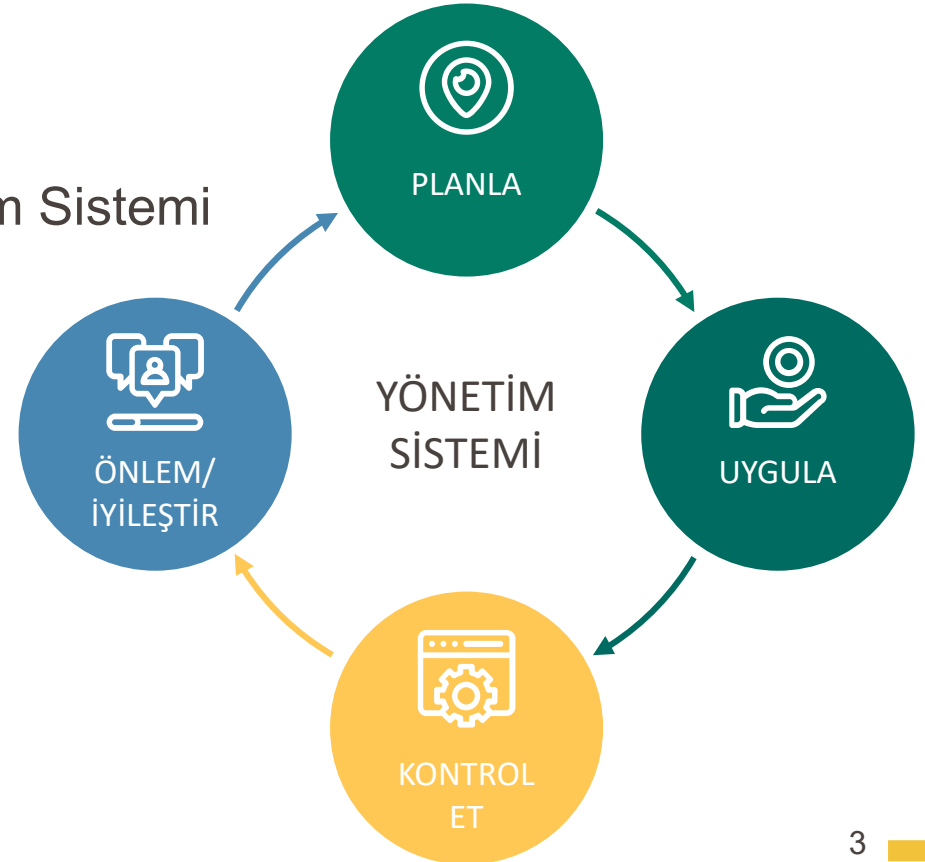 PLANLA
m Sistemi
YÖNETİM
SİSTEMİ
UYGULA
ÖNLEM/
İYİLEŞTİR
KONTROL
ET
3